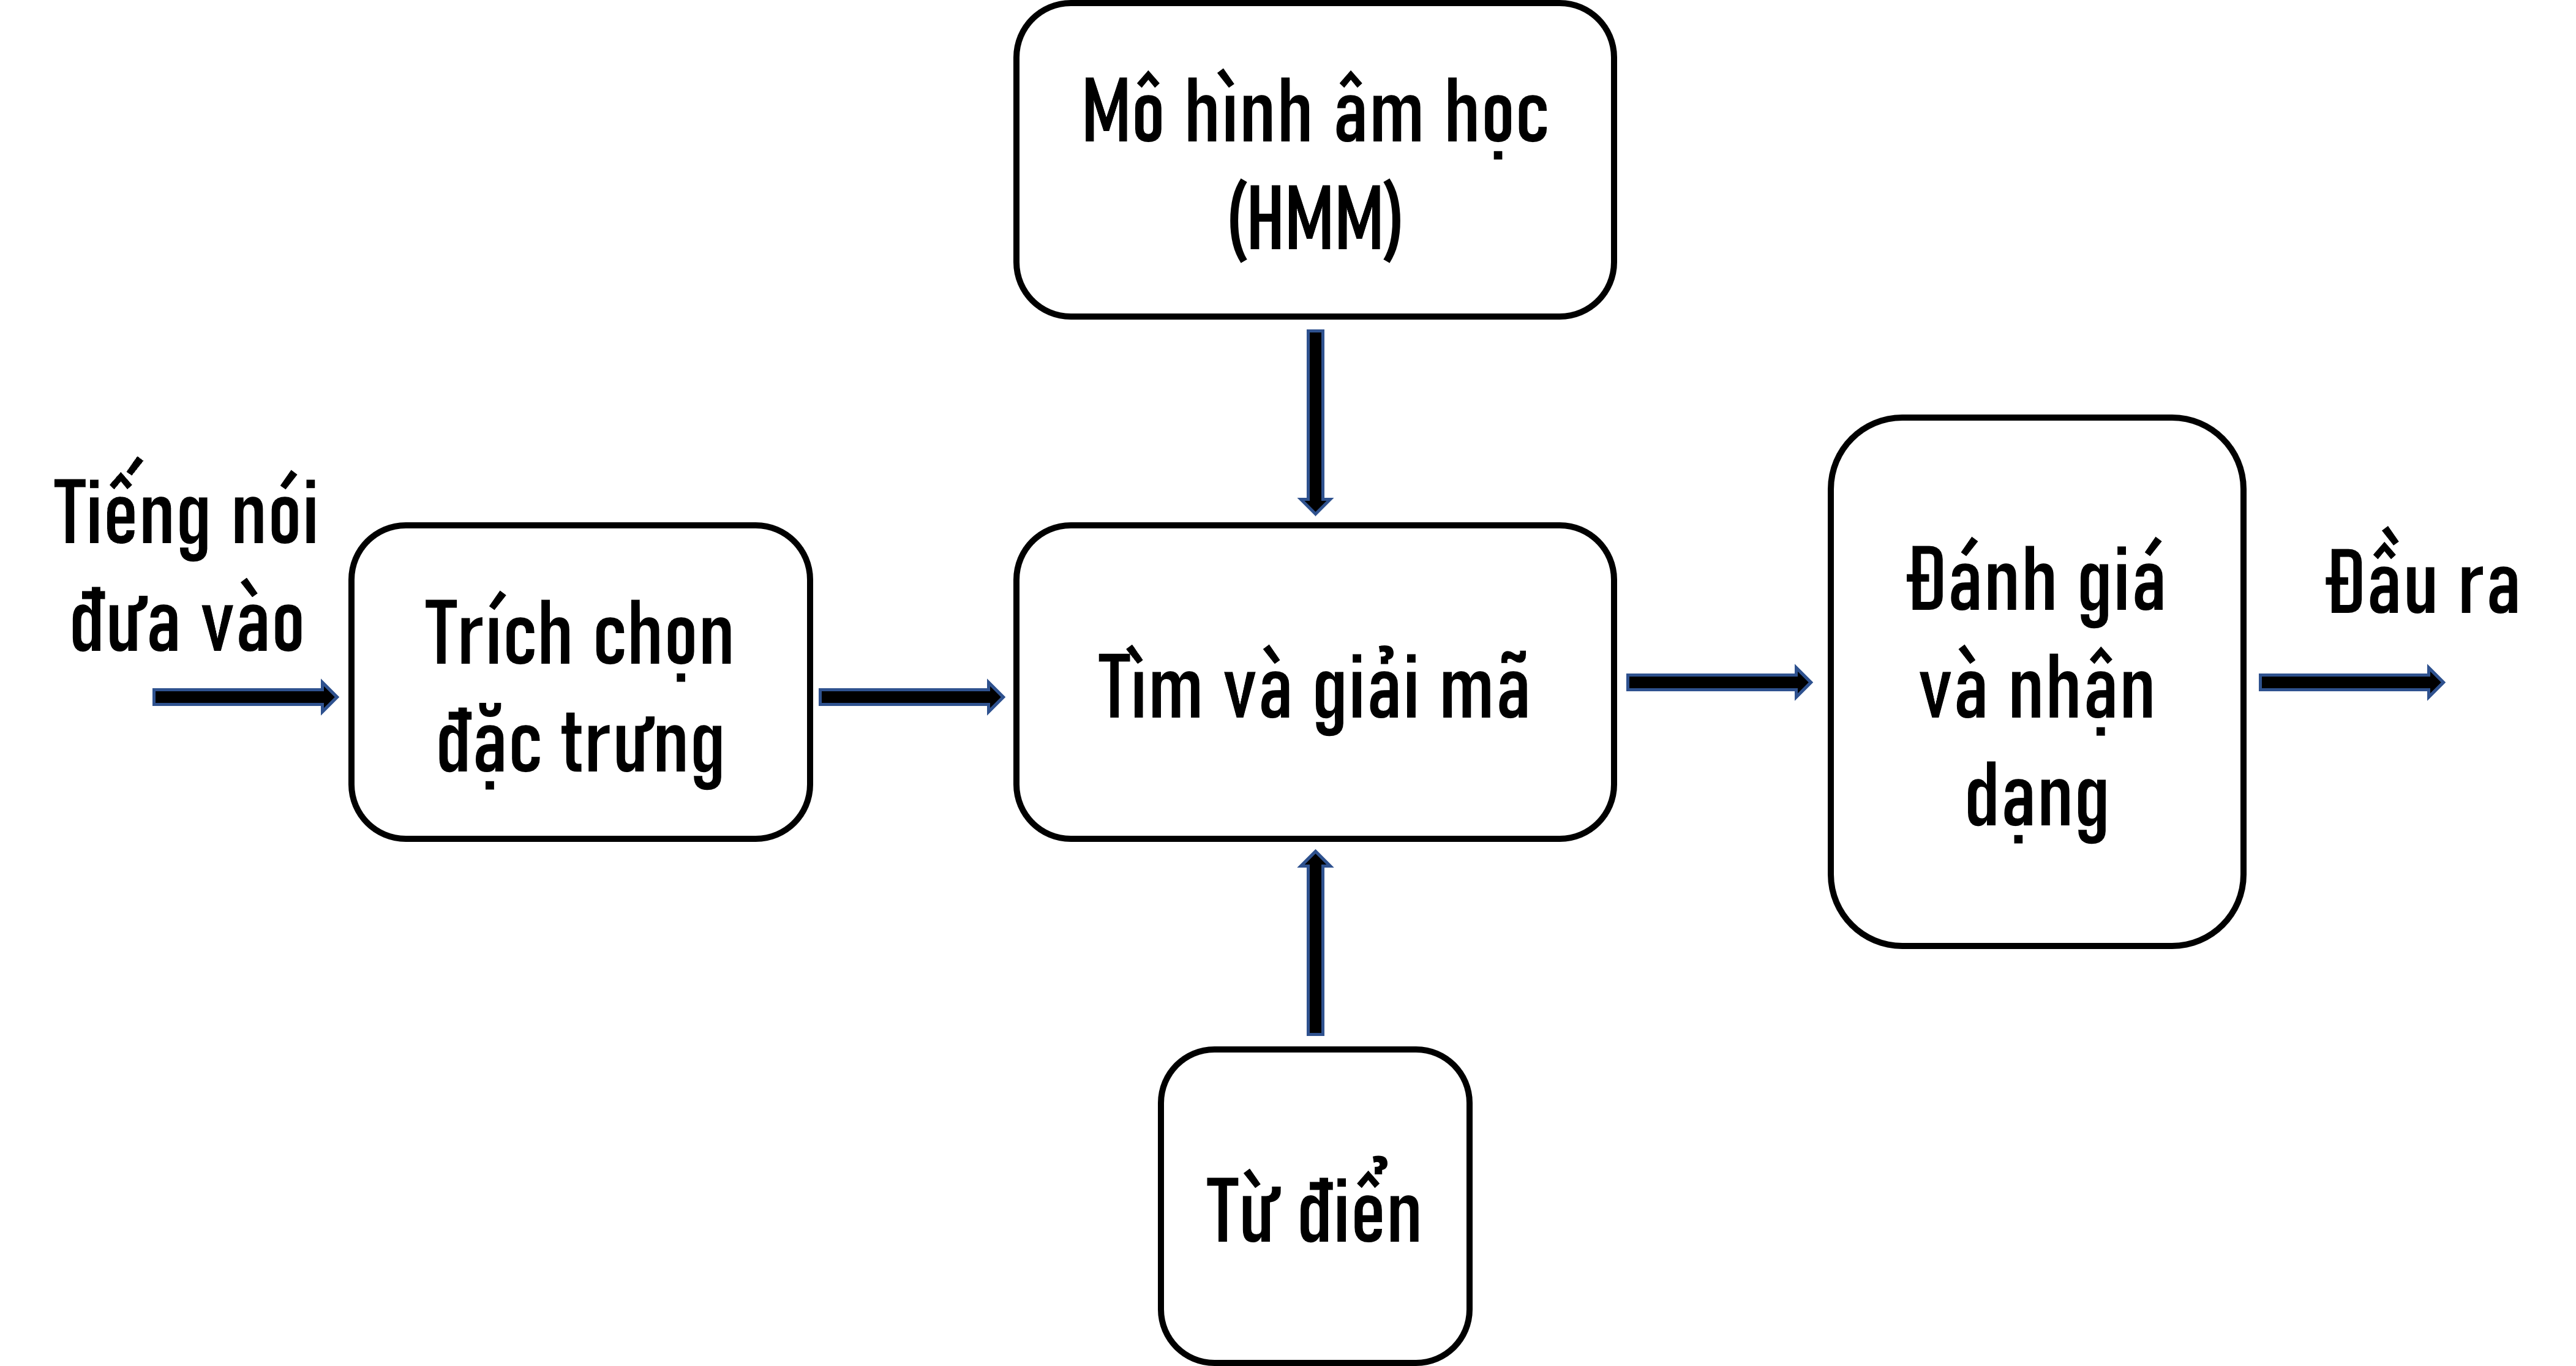 Mô hình âm học
(HMM)
Tiếng nói
đưa vào
Trích chọn
đặc trưng
Tìm và giải mã
Đánh giá
và nhận
dạng
Đầu ra
Từ điển